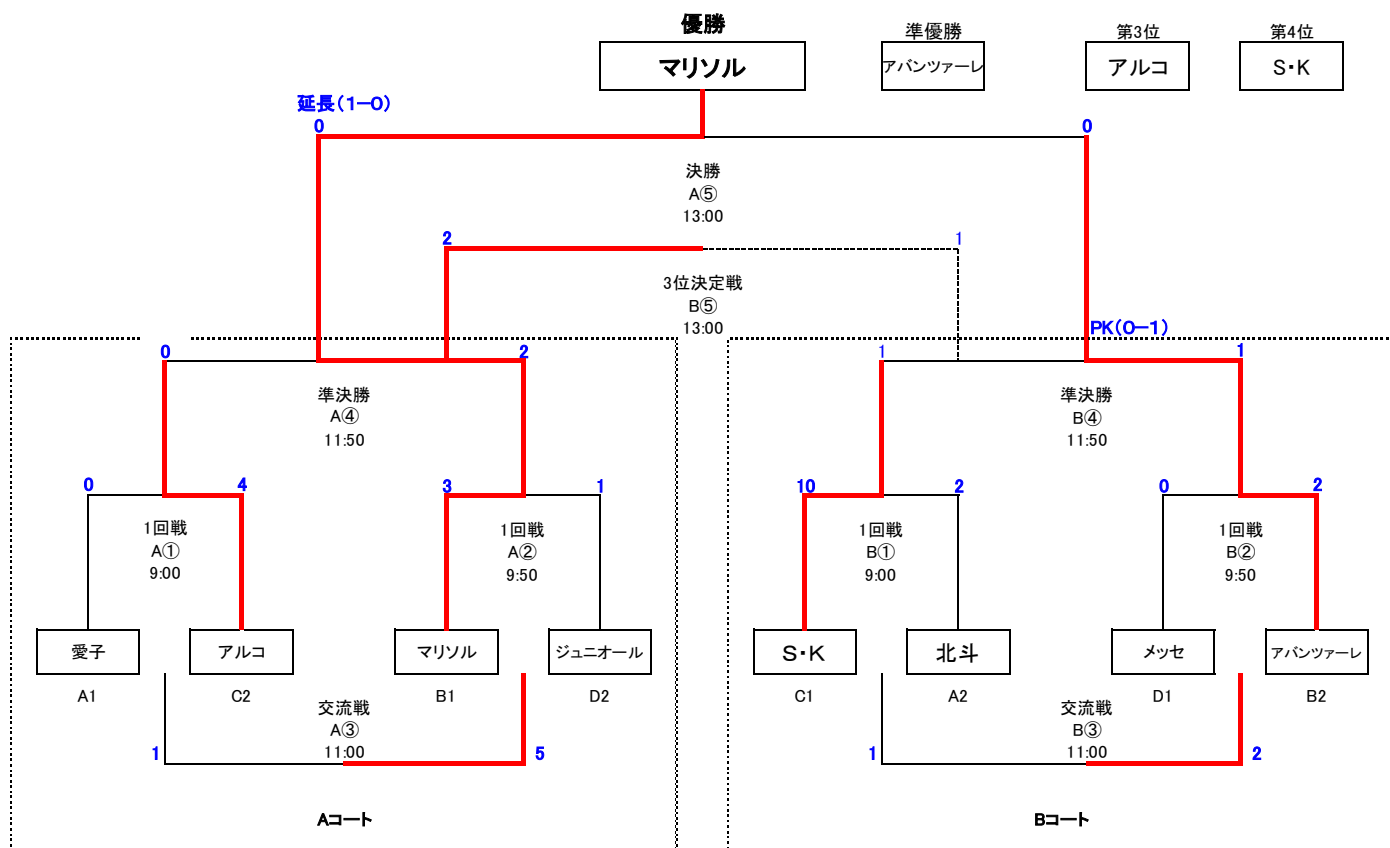 優勝
準優勝
第3位
第4位
マリソル
アバンツァーレ
アルコ
S・K
延長(1-0)
0
0
決勝
A⑤
13:00
2
1
3位決定戦
B⑤
13:00
PK(0-1)
0
2
1
1
準決勝
A④
11:50
準決勝
B④
11:50
0
4
3
1
10
2
0
2
1回戦
A①
9:00
1回戦
A②
9:50
1回戦
B①
9:00
1回戦
B②
9:50
愛子
アルコ
マリソル
ジュニオール
S・K
北斗
メッセ
アバンツァーレ
A1
C2
B1
D2
C1
A2
D1
B2
交流戦
A③
11:00
1
5
交流戦
B③
11:00
1
2
Aコート
Bコート